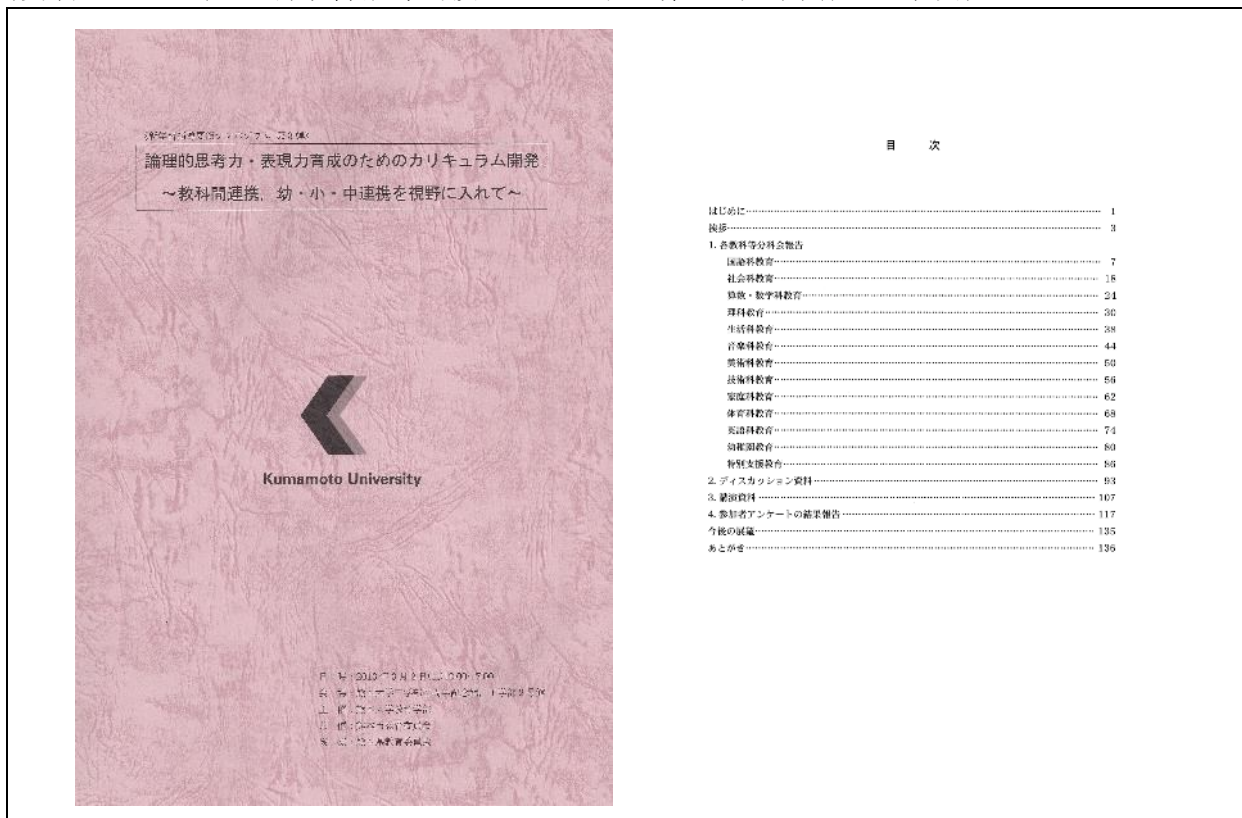 論理的思考力・表現力育成のためのカリキュラム開発
～教科間連携，幼・小・中連携を視野に入れて～
Kumamoto University
目 次
はじめに 1
挨拶 3
1. 各教科等分科会報告
国語科教育 7
社会科教育 18
算数・数学科教育 24
理科教育 30
生活科教育 38
音楽科教育 44
美術科教育 50
技術科教育 56
家庭科教育 62
体育科教育 68
英語科教育 74
幼稚園教育 80
特別支援教育 86
2. ディスカッション資料 93
3. 講演資料 107
4. 参加者アンケートの結果報告 117
今後の展望 135
あとがき 136